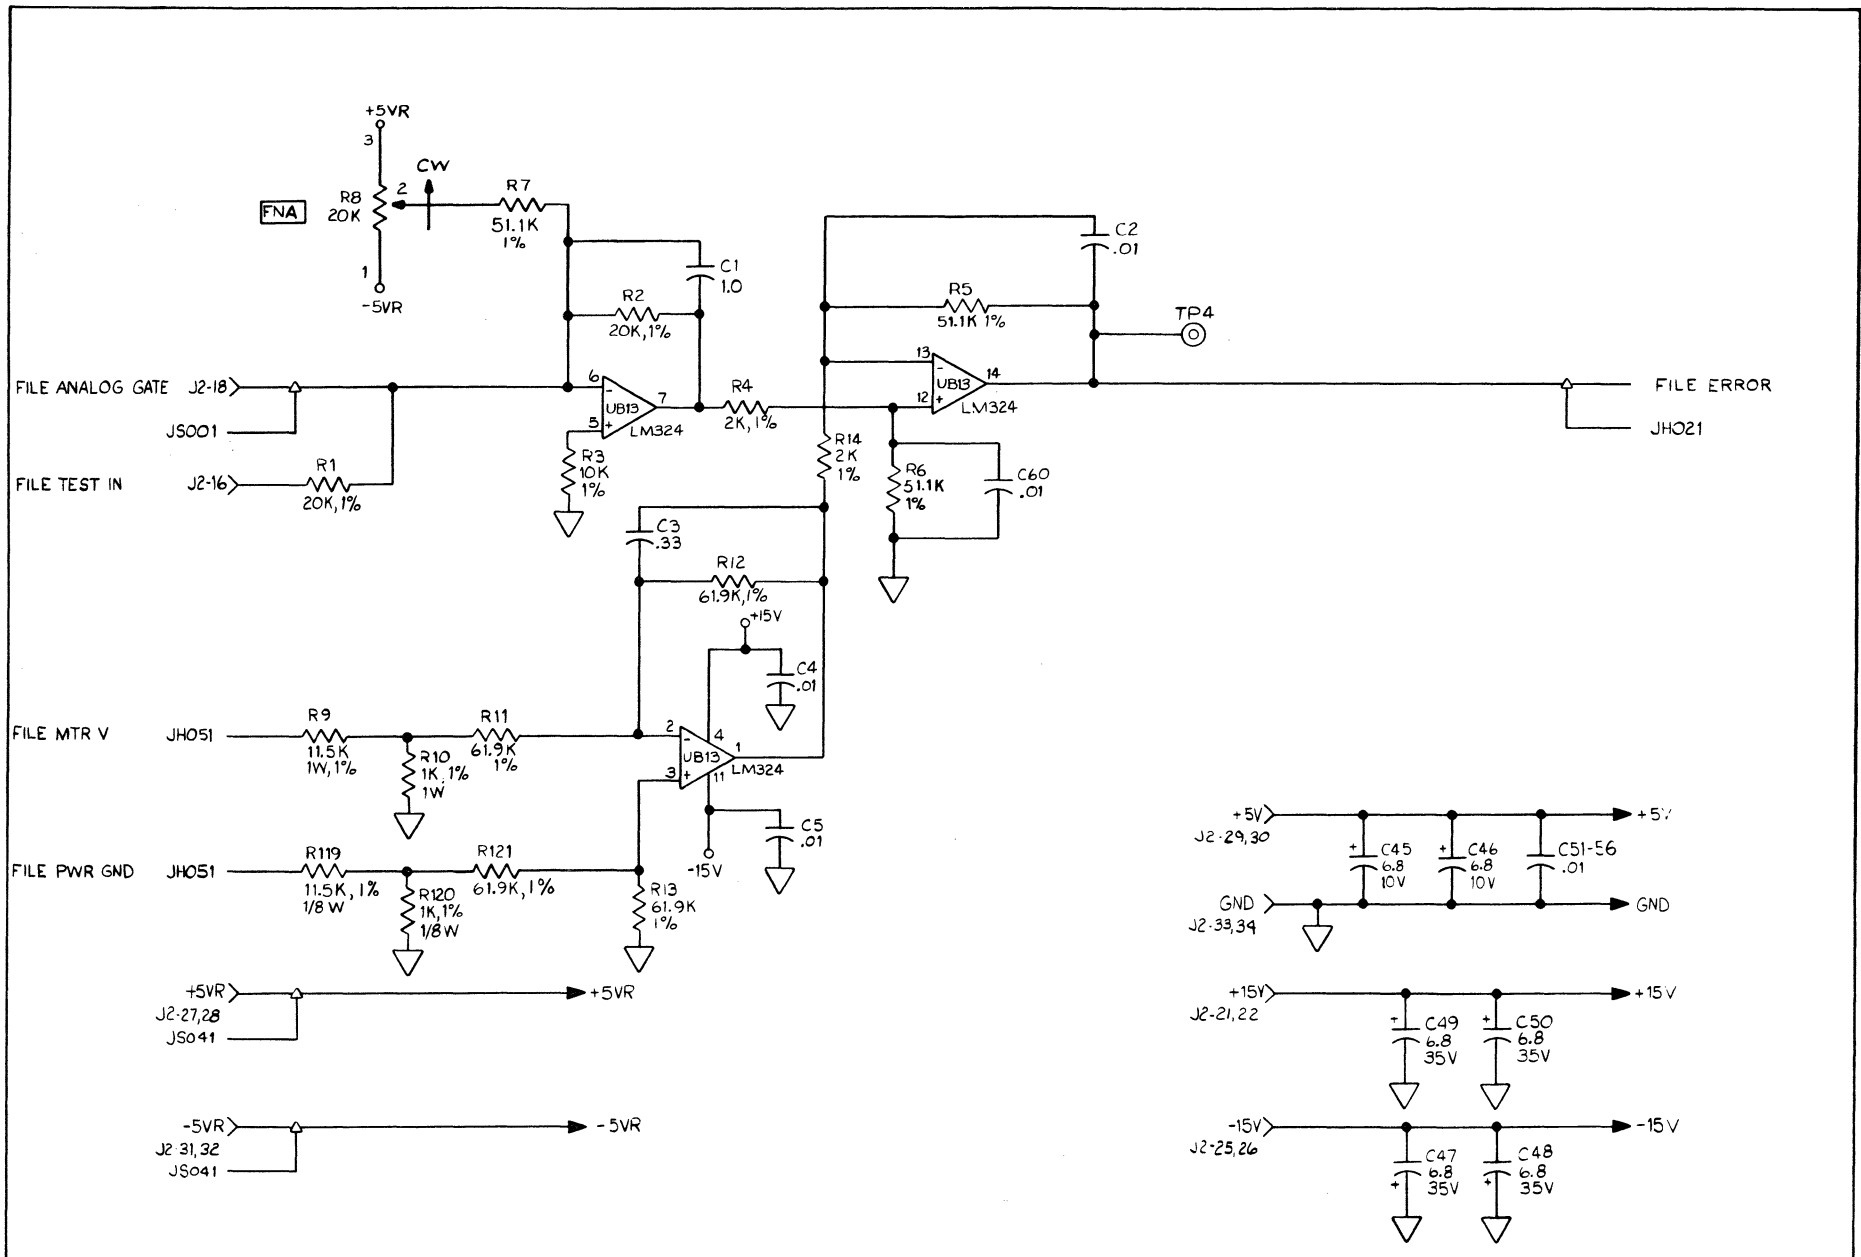 +5VR
3
CW
FNA
R8
20K
2
R7
51.1K
1%
1
-5VR
C1
1.0
R2
20K,1%
C2
.01
R5
51.1K 1%
TP4
FILE ANALOG GATE J2-18
JS001
6
-
UB13
7
5
+
LM324
R4
2K,1%
13
-
UB13
14
12
+
LM324
FILE ERROR
JH021
FILE TEST IN J2-16
R1
20K,1%
R3
10K
1%
R14
2K
1%
R6
51.1K
1%
C60
.01
C3
.33
R12
61.9K,1%
+15V
C4
.01
FILE MTR V JH051
R9
11.5K
1W,1%
R10
1K,1%
1W
R11
61.9K
1%
2
-
4
UB13
1
3
+
11
LM324
C5
.01
-15V
FILE PWR GND JH051
R119
11.5K,1%
1/8W
R120
1K,1%
1/8W
R121
61.9K,1%
R13
61.9K
1%
+5V
J2-29,30
+
C45
6.8
10V
+
C46
6.8
10V
C51-56
.01
+5V
GND
J2-33,34
GND
+5VR
J2-27,28
JS041
+5VR
+15V
J2-21,22
+
C49
6.8
35V
+
C50
6.8
35V
+15V
-5VR
J2-31,32
JS041
-5VR
-15V
J2-25,26
C47
6.8
35V
+
C48
6.8
35V
+
-15V